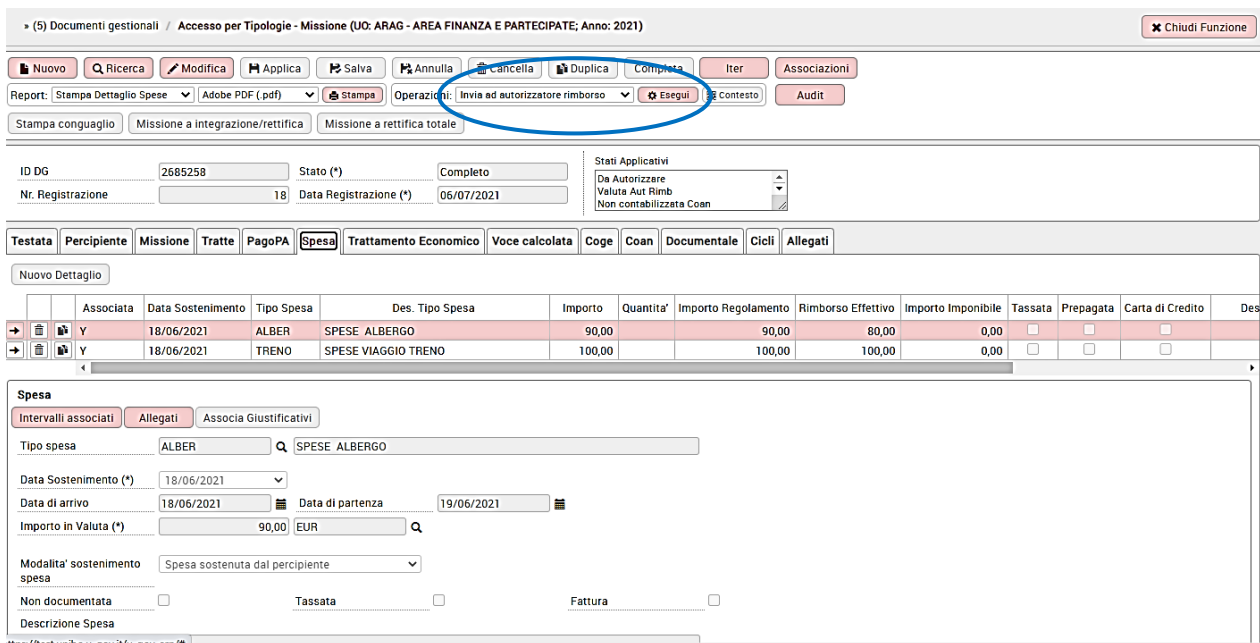 » (5) Documenti gestionali / Accesso per Tipologie - Missione (UO: ARAG - AREA FINANZA E PARTECIPATE; Anno: 2021) Chiudi Funzione
Nuovo Ricerca Modifica Applica Salva Annulla Cancella Duplica Completa Iter Associazioni
Report: Stampa Dettaglio Spese Adobe PDF (.pdf) Stampa Operazioni: Invia ad autorizzatore rimborso Esegui Contesto Audit
Stampa conguaglio Missione a integrazione/rettifica Missione a rettifica totale
Stati Applicativi
ID DG 2685258 Stato (*) Completo Da Autorizzare
Nr. Registrazione 18 Data Registrazione (*) 06/07/2021 Valuta Aut Rimb
Non contabilizzata Coan
Testata Percipiente Missione Tratte PagoPA Spesa Trattamento Economico Voce calcolata Coge Coan Documentale Cicli Allegati
Nuovo Dettaglio
Associata Data Sostenimento Tipo Spesa Des. Tipo Spesa Importo Quantita' Importo Regolamento Rimborso Effettivo Importo Imponibile Tassata Prepagata Carta di Credito Des
Y 18/06/2021 ALBER SPESE ALBERGO 90,00 90,00 80,00 0,00
Y 18/06/2021 TRENO SPESE VIAGGIO TRENO 100,00 100,00 100,00 0,00
Spesa
Intervalli associati Allegati Associa Giustificativi
Tipo spesa ALBER SPESE ALBERGO
Data Sostenimento (*) 18/06/2021
Data di arrivo 18/06/2021 Data di partenza 19/06/2021
Importo in Valuta (*) 90,00 EUR
Modalita' sostenimento Spesa sostenuta dal percipiente
spesa
Non documentata Tassata Fattura
Descrizione Spesa